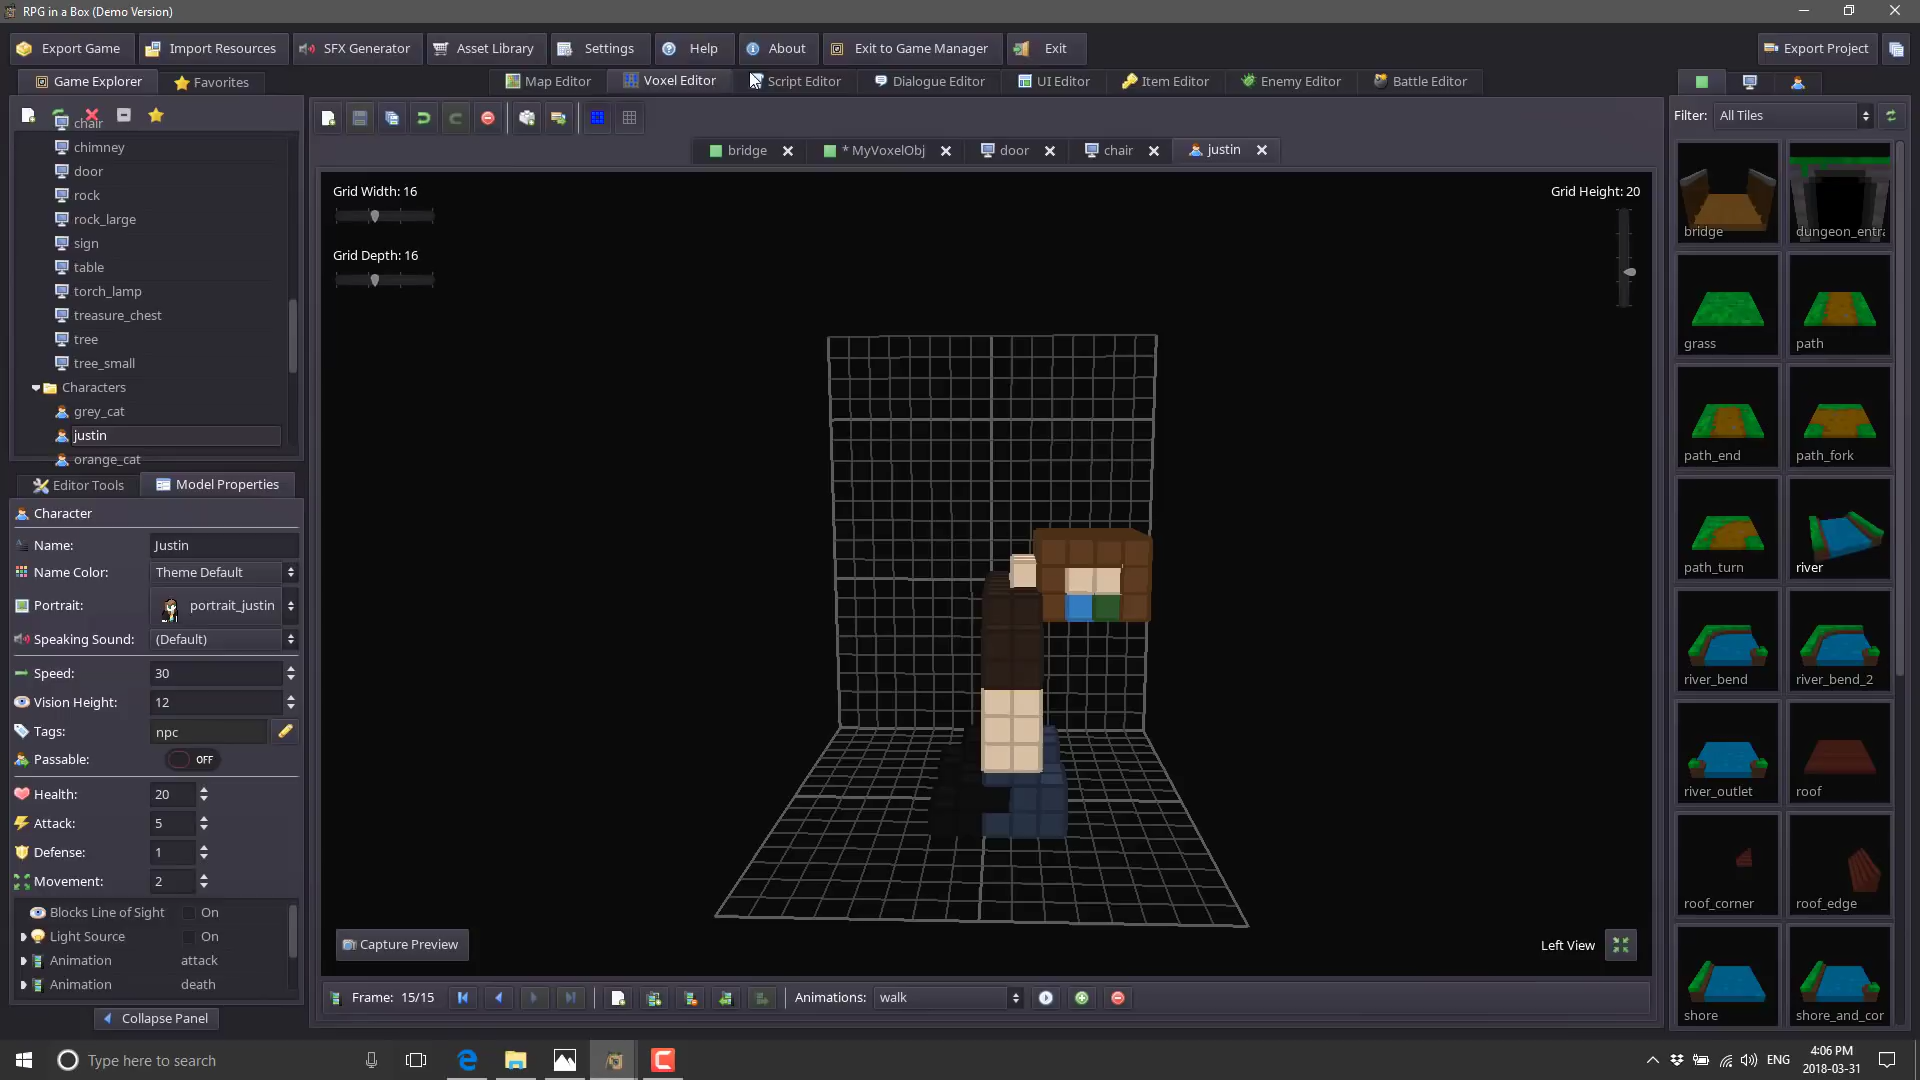 RPG in a Box (Demo Version)
Export Game
Import Resources
SFX Generator
Asset Library
Settings
Help
About
Exit to Game Manager
Exit
Export Project
Game Explorer
Favorites
Map Editor
Voxel Editor
Script Editor
Dialogue Editor
UI Editor
Item Editor
Enemy Editor
Battle Editor
chair
chimney
door
rock
rock_large
sign
table
torch_lamp
treasure_chest
tree
tree_small
Characters
grey_cat
justin
orange_cat
Editor Tools
Model Properties
Character
Name: Justin
Name Color: Theme Default
Portrait: portrait_justin
Speaking Sound: (Default)
Speed: 30
Vision Height: 12
Tags: npc
Passable: OFF
Health: 20
Attack: 5
Defense: 1
Movement: 2
Blocks Line of Sight On
Light Source On
Animation attack
Animation death
Collapse Panel
bridge
* MyVoxelObj
door
chair
justin
Grid Width: 16
Grid Depth: 16
Grid Height: 20
Capture Preview
Left View
Frame: 15/15
Animations: walk
Filter: All Tiles
bridge
dungeon_entra
grass
path
path_end
path_fork
path_turn
river
river_bend
river_bend_2
river_outlet
roof
roof_corner
roof_edge
shore
shore_and_cor
Type here to search
ENG
4:06 PM
2018-03-31